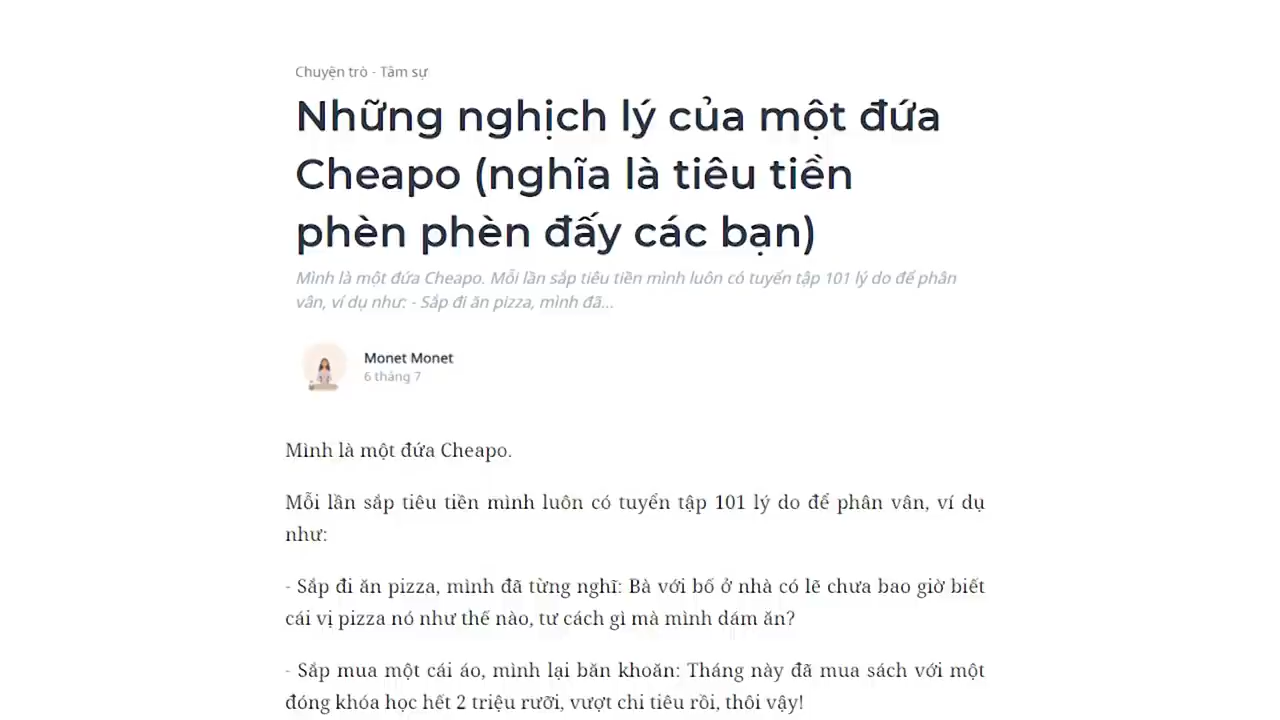 Chuyện trò - Tâm sự
Những nghịch lý của một đứa
Cheapo (nghĩa là tiêu tiền
phèn phèn đấy các bạn)
Mình là một đứa Cheapo. Mỗi lần sắp tiêu tiền mình luôn có tuyển tập 101 lý do để phân
vân, ví dụ như: - Sắp đi ăn pizza, mình đã...
Monet Monet
6 tháng 7
Mình là một đứa Cheapo.
Mỗi lần sắp tiêu tiền mình luôn có tuyển tập 101 lý do để phân vân, ví dụ
như:
- Sắp đi ăn pizza, mình đã từng nghĩ: Bà với bố ở nhà có lẽ chưa bao giờ biết
cái vị pizza nó như thế nào, tư cách gì mà mình dám ăn?
- Sắp mua một cái áo, mình lại băn khoăn: Tháng này đã mua sách với một
đóng khóa học hết 2 triệu rưỡi, vượt chi tiêu rồi, thôi vậy!